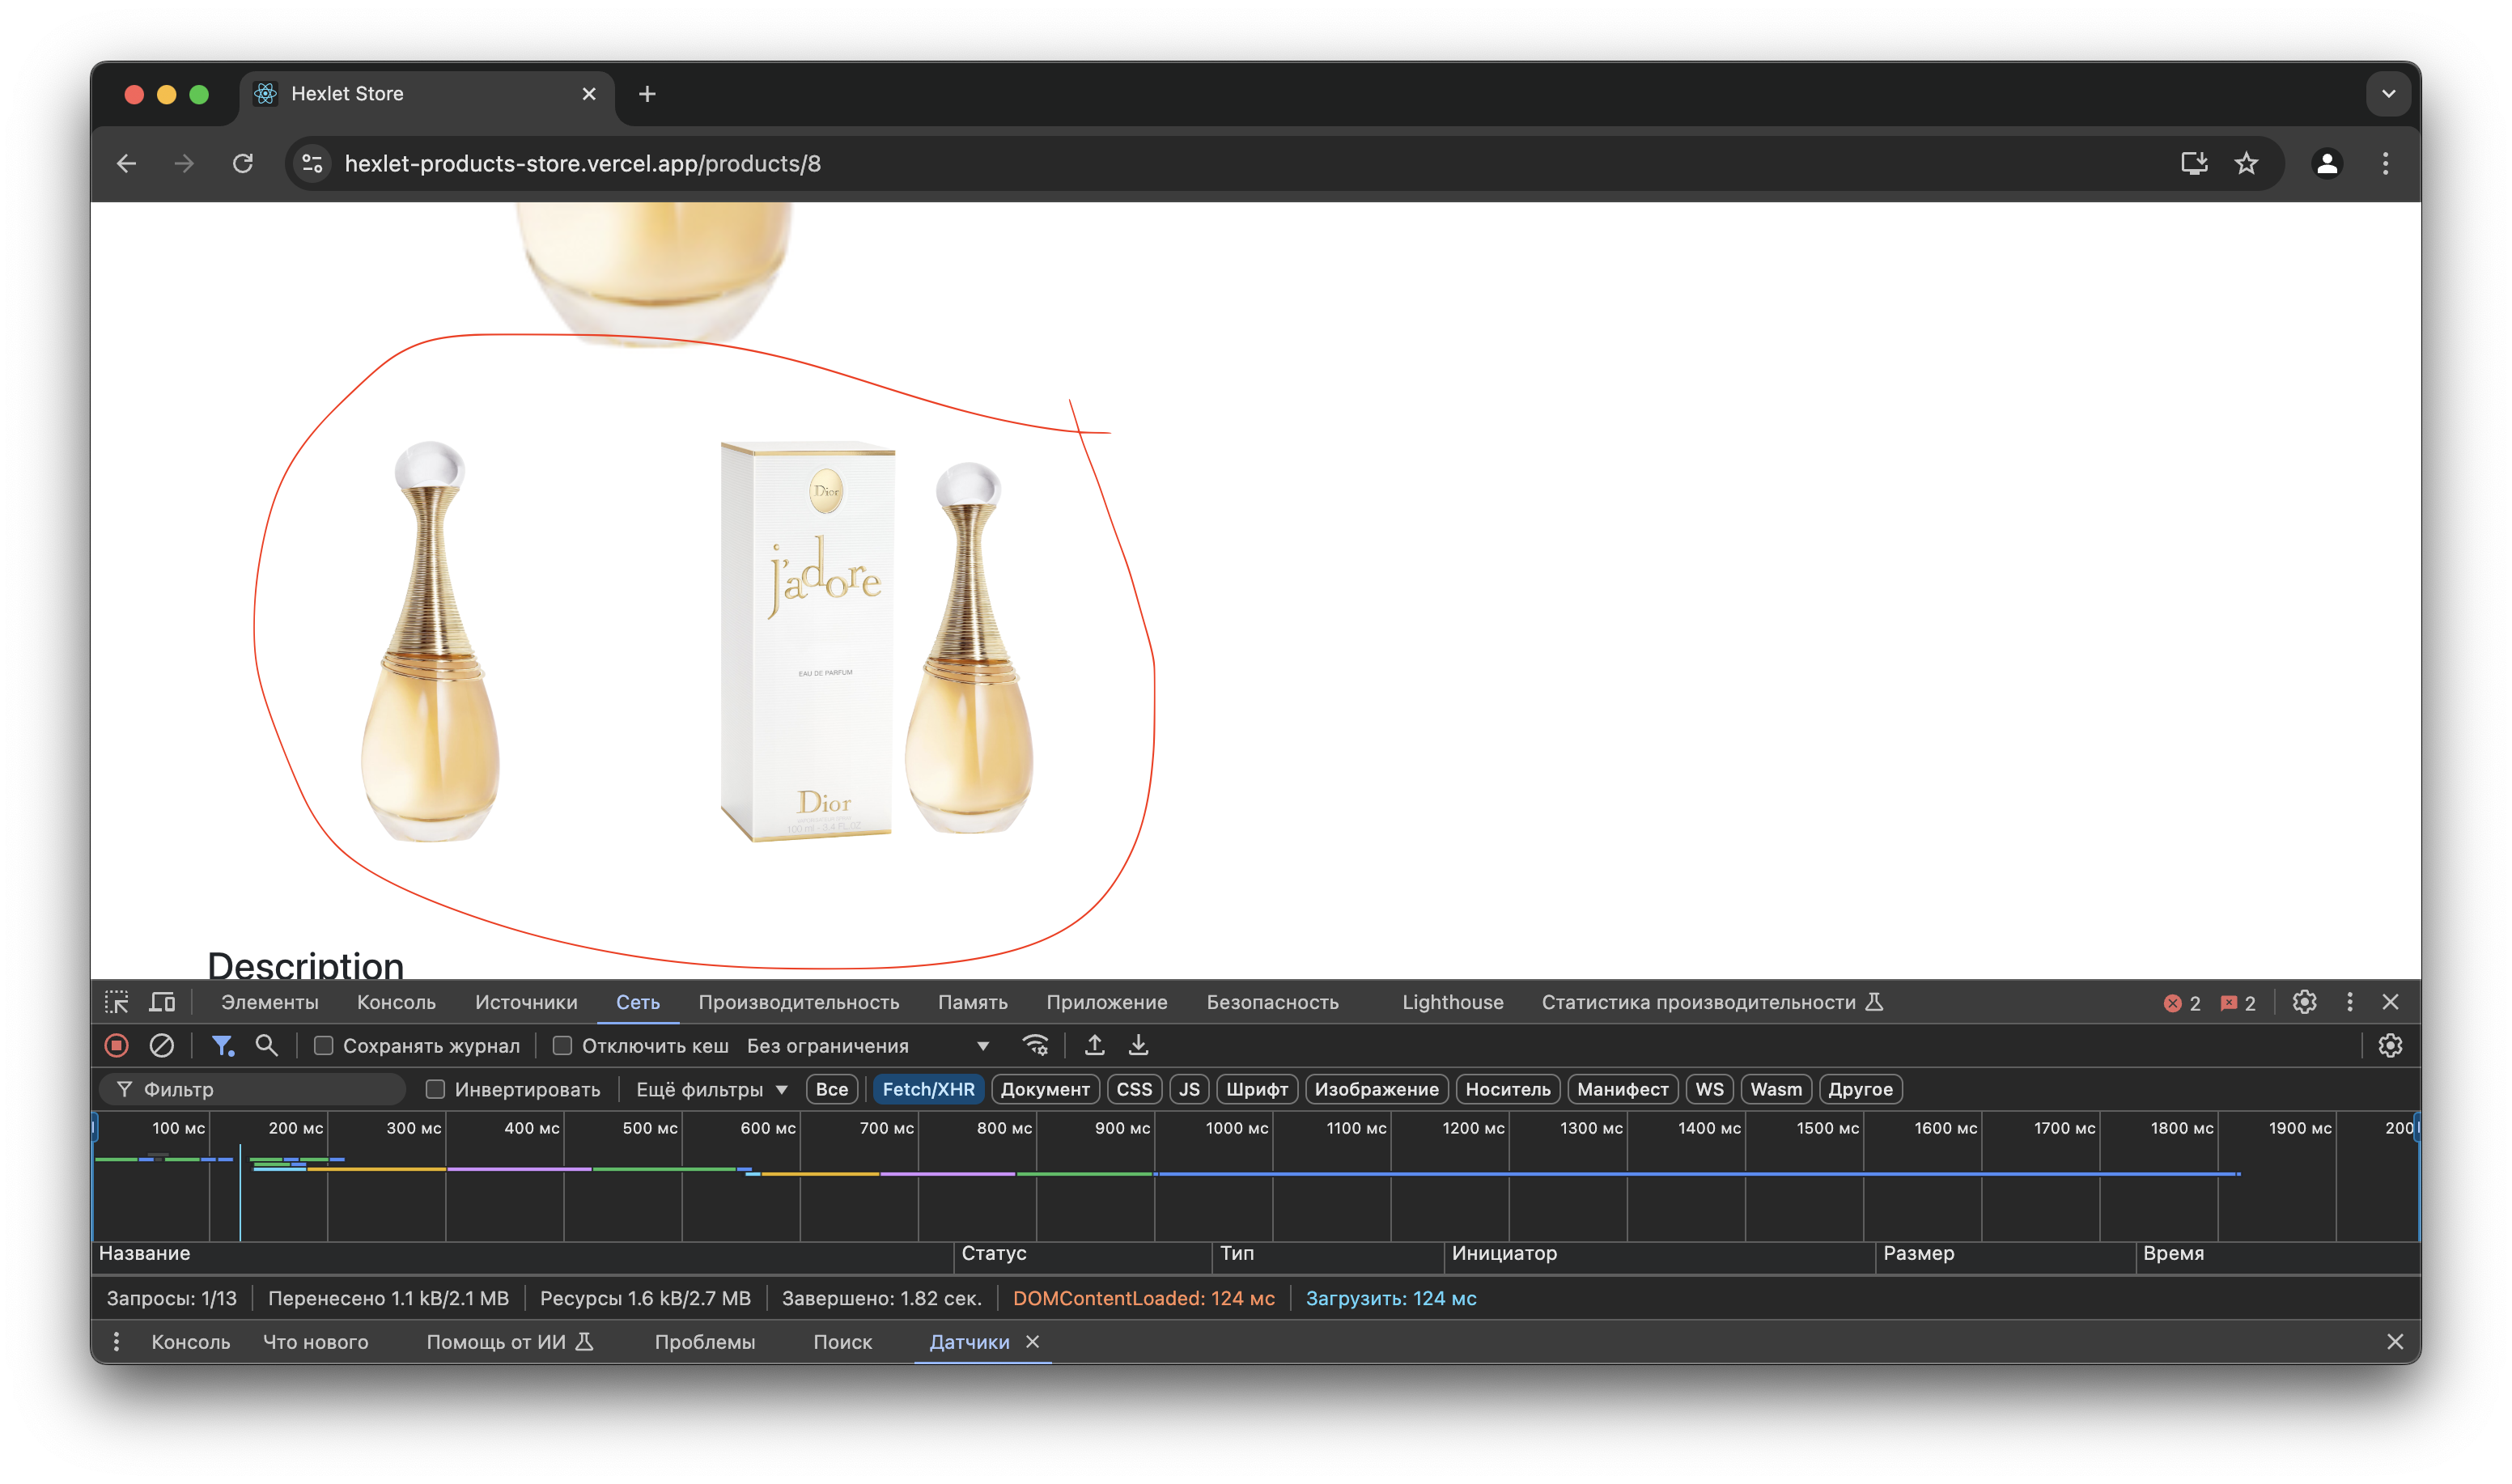 Hexlet Store
hexlet-products-store.vercel.app/products/8
Dior
j'adore
EAU DE PARFUM
Dior
100 ml - 3.4 FL.OZ
Description
Элементы Консоль Источники Сеть Производительность Память Приложение Безопасность Lighthouse Статистика производительности 2 2
Сохранять журнал Отключить кеш Без ограничения
Фильтр Инвертировать Ещё фильтры Все Fetch/XHR Документ CSS JS Шрифт Изображение Носитель Манифест WS Wasm Другое
100 мс 200 мс 300 мс 400 мс 500 мс 600 мс 700 мс 800 мс 900 мс 1000 мс 1100 мс 1200 мс 1300 мс 1400 мс 1500 мс 1600 мс 1700 мс 1800 мс 1900 мс 200
Название Статус Тип Инициатор Размер Время
Запросы: 1/13 Перенесено 1.1 kB/2.1 MB Ресурсы 1.6 kB/2.7 MB Завершено: 1.82 сек. DOMContentLoaded: 124 мс Загрузить: 124 мс
Консоль Что нового Помощь от ИИ Проблемы Поиск Датчики